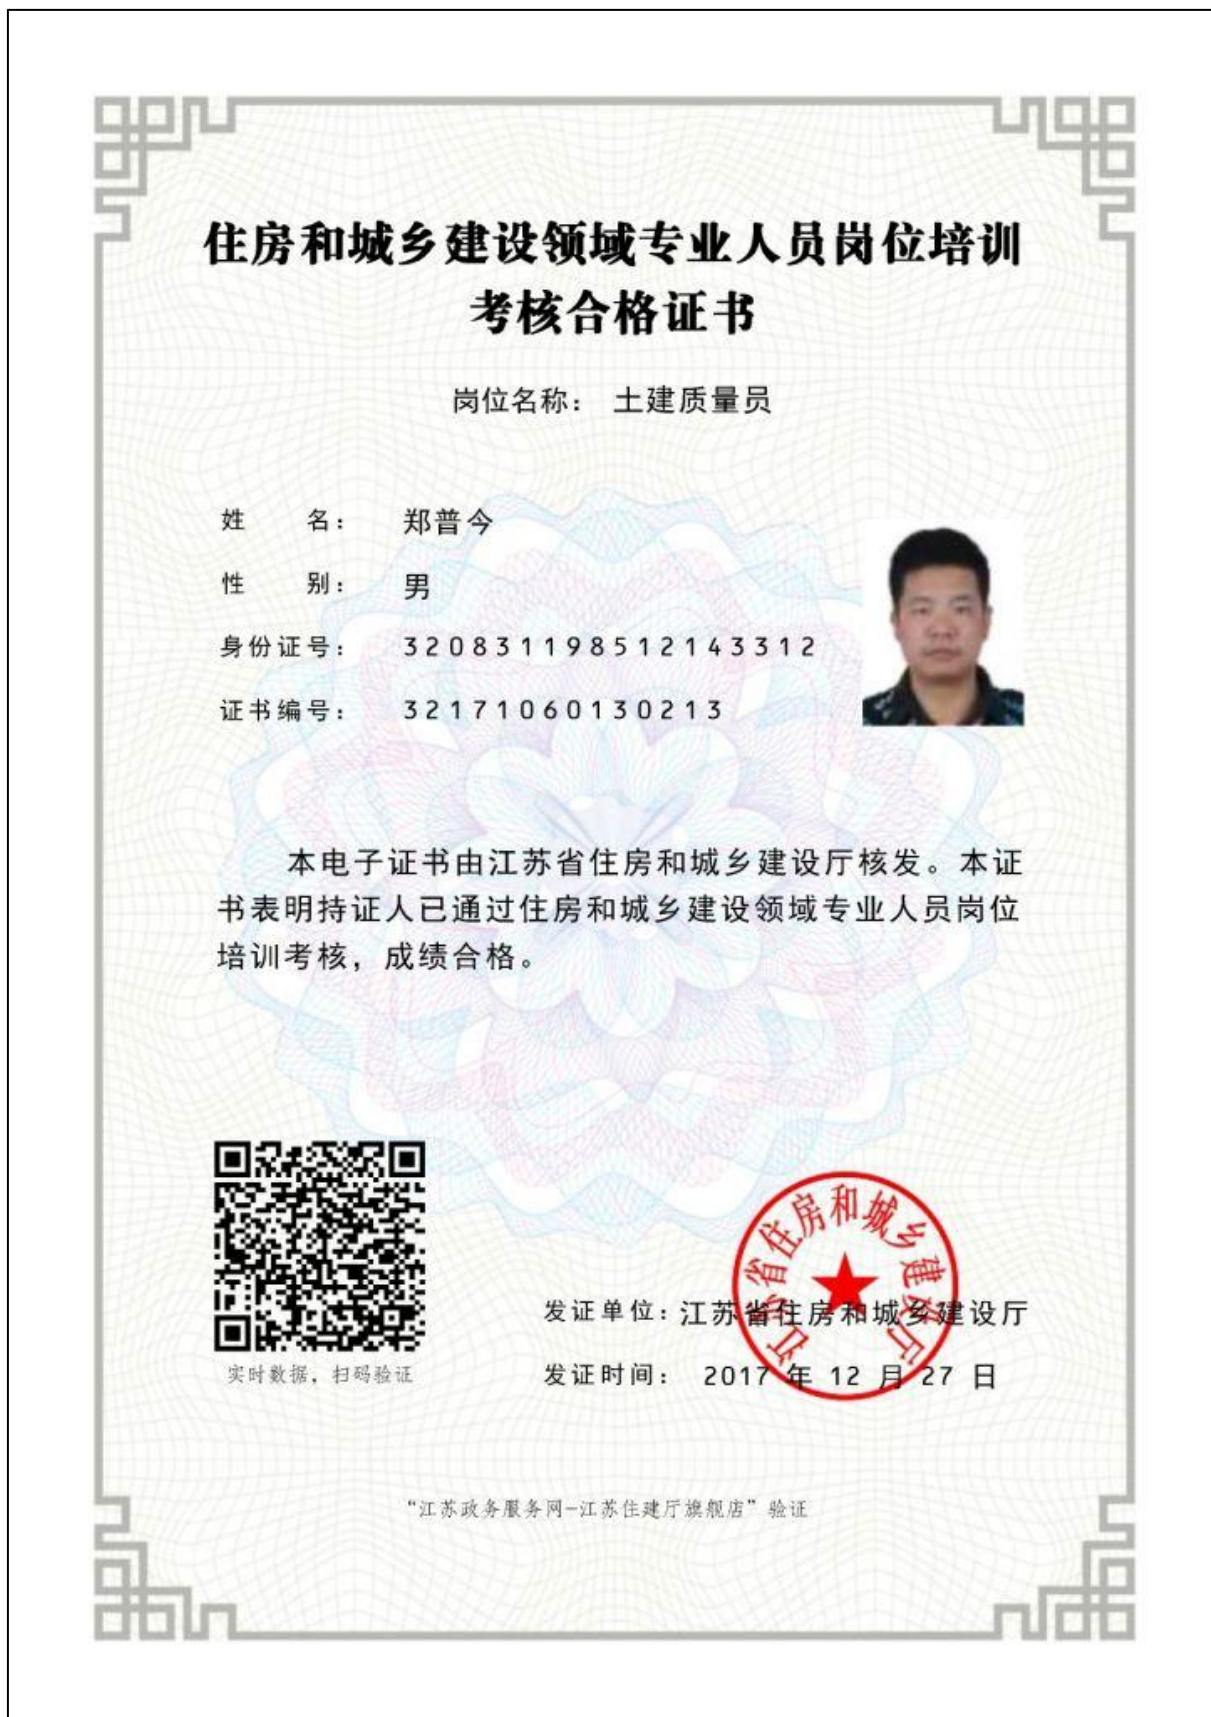 住房和城乡建设领域专业人员岗位培训
考核合格证书
岗位名称： 土建质量员
姓 名： 郑普今
性 别： 男
身份证号： 320831198512143312
证书编号： 32171060130213
本电子证书由江苏省住房和城乡建设厅核发。本证
书表明持证人已通过住房和城乡建设领域专业人员岗位
培训考核，成绩合格。
江苏省住房和城乡建设厅
发证单位：江苏省住房和城乡建设厅
实时数据，扫码验证
发证时间： 2017 年 12 月 27 日
“江苏政务服务网-江苏住建厅旗舰店”验证